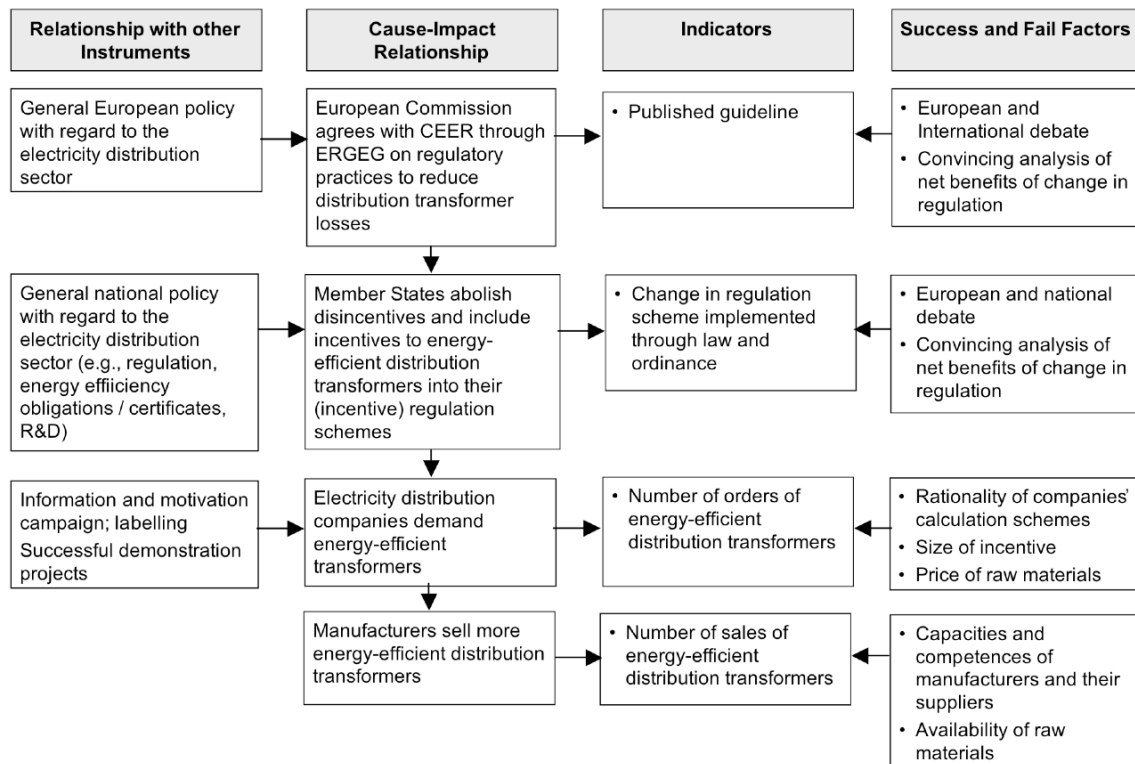 Relationship with other
Instruments
Cause-Impact
Relationship
Indicators
Success and Fail Factors
General European policy
with regard to the
electricity distribution
sector
European Commission
agrees with CEER through
ERGEG on regulatory
practices to reduce
distribution transformer
losses
• Published guideline
• European and
International debate
• Convincing analysis of
net benefits of change in
regulation
General national policy
with regard to the
electricity distribution
sector (e.g., regulation,
energy effiiciency
obligations / certificates,
R&D)
Member States abolish
disincentives and include
incentives to energy-
efficient distribution
transformers into their
(incentive) regulation
schemes
• Change in regulation
scheme implemented
through law and
ordinance
• European and national
debate
• Convincing analysis of
net benefits of change in
regulation
Information and motivation
campaign; labelling
Successful demonstration
projects
Electricity distribution
companies demand
energy-efficient
transformers
• Number of orders of
energy-efficient
distribution transformers
• Rationality of companies'
calculation schemes
• Size of incentive
• Price of raw materials
Manufacturers sell more
energy-efficient distribution
transformers
• Number of sales of
energy-efficient
distribution transformers
• Capacities and
competences of
manufacturers and their
suppliers
• Availability of raw
materials